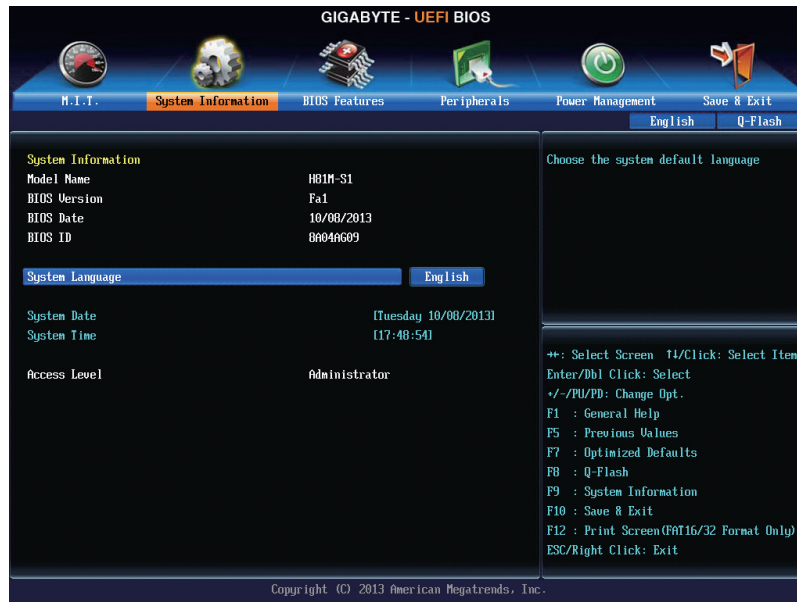 GIGABYTE - UEFI BIOS
M.I.T. System Information BIOS Features Peripherals Power Management Save & Exit
English Q-Flash
System Information
Model Name H81M-S1
BIOS Version Fa1
BIOS Date 10/08/2013
BIOS ID 8A04AG09
System Language English
System Date [Tuesday 10/08/2013]
System Time [17:48:54]
Access Level Administrator
Choose the system default language
→←: Select Screen ↑↓/Click: Select Item
Enter/Dbl Click: Select
+/-/PU/PD: Change Opt.
F1 : General Help
F5 : Previous Values
F7 : Optimized Defaults
F8 : Q-Flash
F9 : System Information
F10 : Save & Exit
F12 : Print Screen(FAT16/32 Format Only)
ESC/Right Click: Exit
Copyright (C) 2013 American Megatrends, Inc.